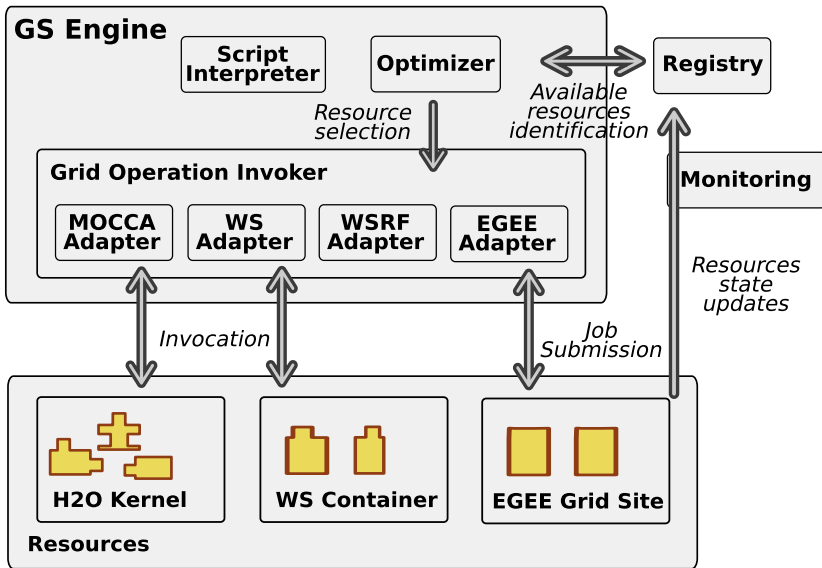 GS Engine
Script
Interpreter
Optimizer
Registry
Available
resources
identification
Resource
selection
Grid Operation Invoker
Monitoring
MOCCA
Adapter
WS
Adapter
WSRF
Adapter
EGEE
Adapter
Resources
state
updates
Invocation
Job
Submission
H2O Kernel
WS Container
EGEE Grid Site
Resources